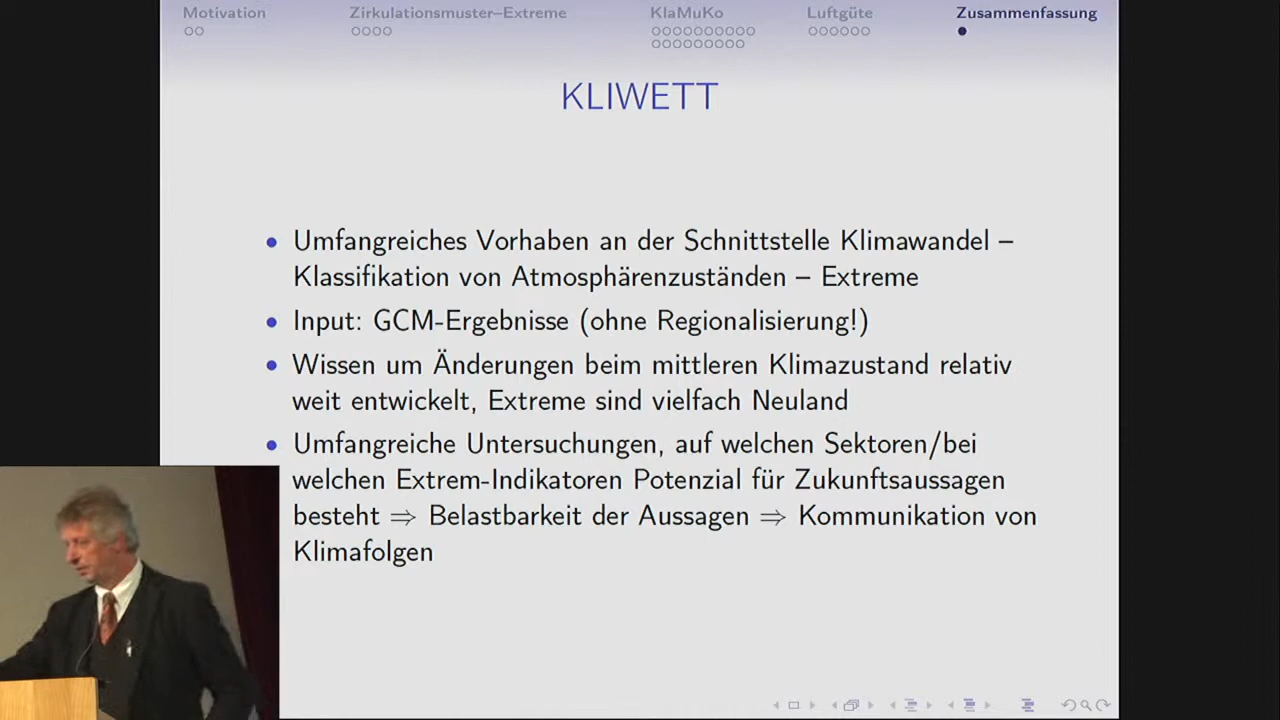 Motivation
Zirkulationsmuster–Extreme
KlaMuKo
Luftgüte
Zusammenfassung
KLIWETT
Umfangreiches Vorhaben an der Schnittstelle Klimawandel –
Klassifikation von Atmosphärenzuständen – Extreme
Input: GCM-Ergebnisse (ohne Regionalisierung!)
Wissen um Änderungen beim mittleren Klimazustand relativ
weit entwickelt, Extreme sind vielfach Neuland
Umfangreiche Untersuchungen, auf welchen Sektoren/bei
welchen Extrem-Indikatoren Potenzial für Zukunftsaussagen
besteht ⇒ Belastbarkeit der Aussagen ⇒ Kommunikation von
Klimafolgen